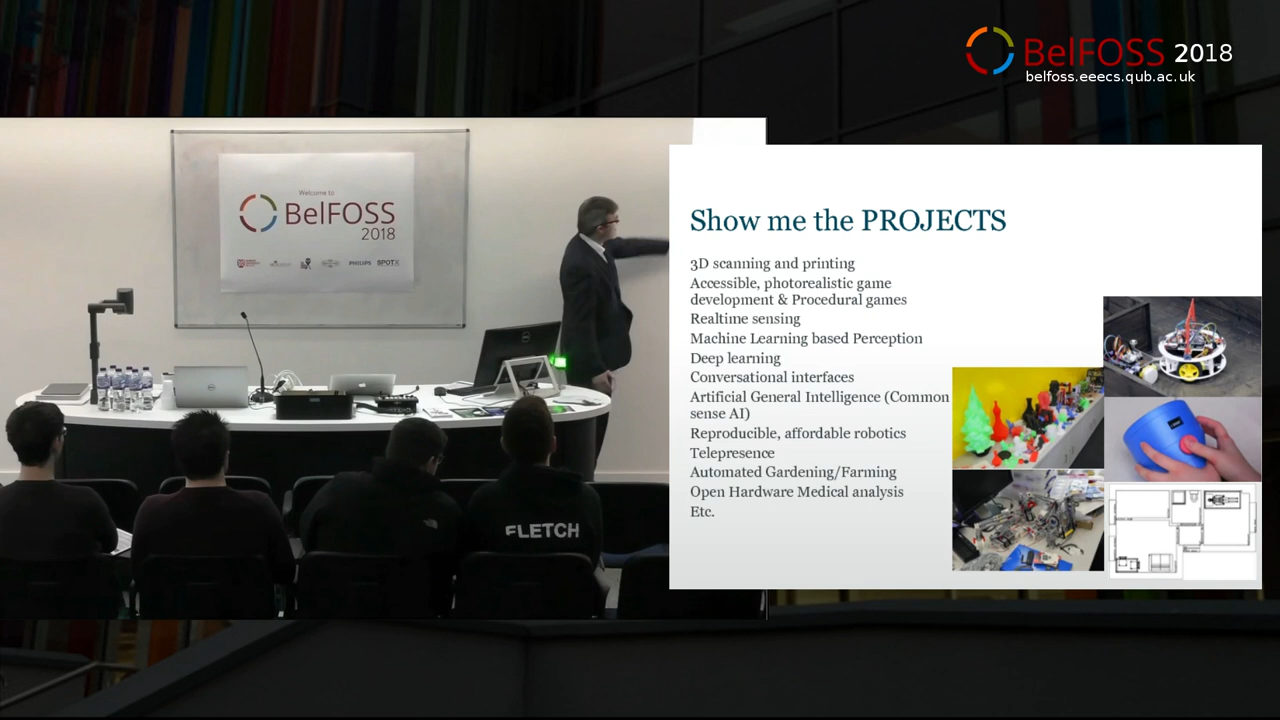 BelFOSS 2018
belfoss.eeecs.qub.ac.uk
Welcome to
BelFOSS
2018
PHILIPS
SPOTX
DELL
FLETCH
Show me the PROJECTS
3D scanning and printing
Accessible, photorealistic game
development & Procedural games
Realtime sensing
Machine Learning based Perception
Deep learning
Conversational interfaces
Artificial General Intelligence (Common
sense AI)
Reproducible, affordable robotics
Telepresence
Automated Gardening/Farming
Open Hardware Medical analysis
Etc.